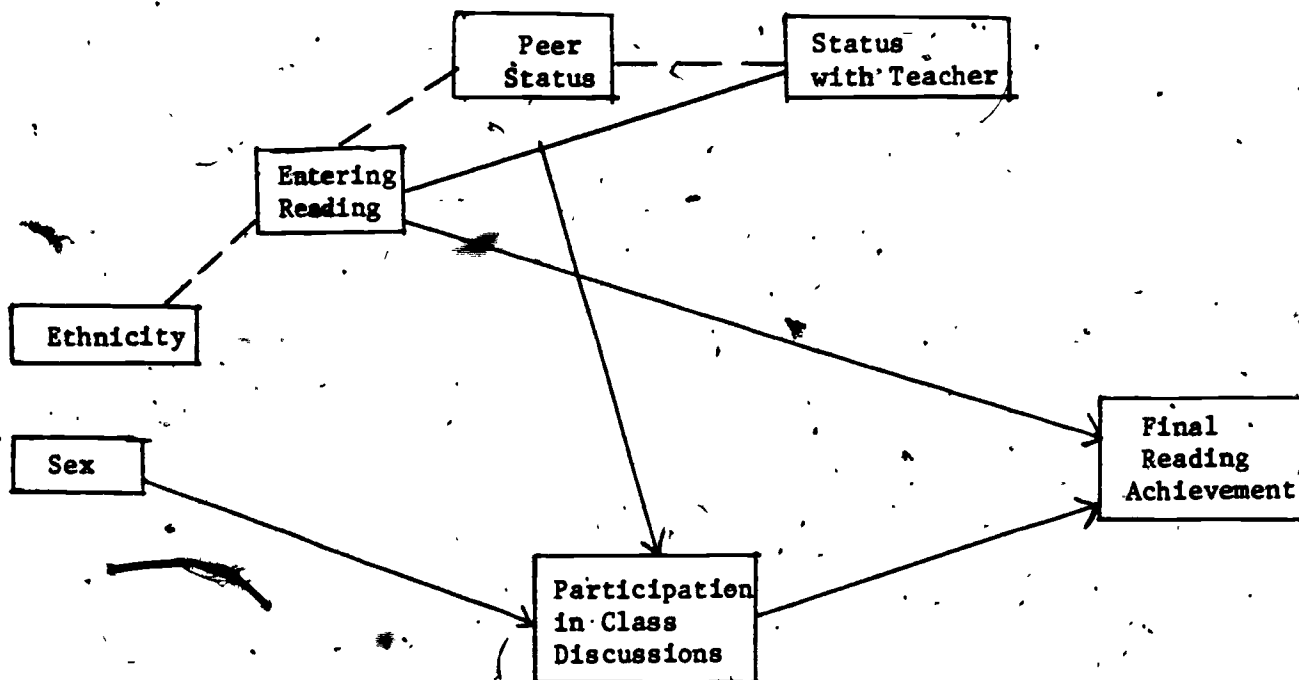 Peer
Status
Status
with Teacher
Entering
Reading
Ethnicity
Sex
Final
Reading
Achievement
Participation
in Class
Discussions